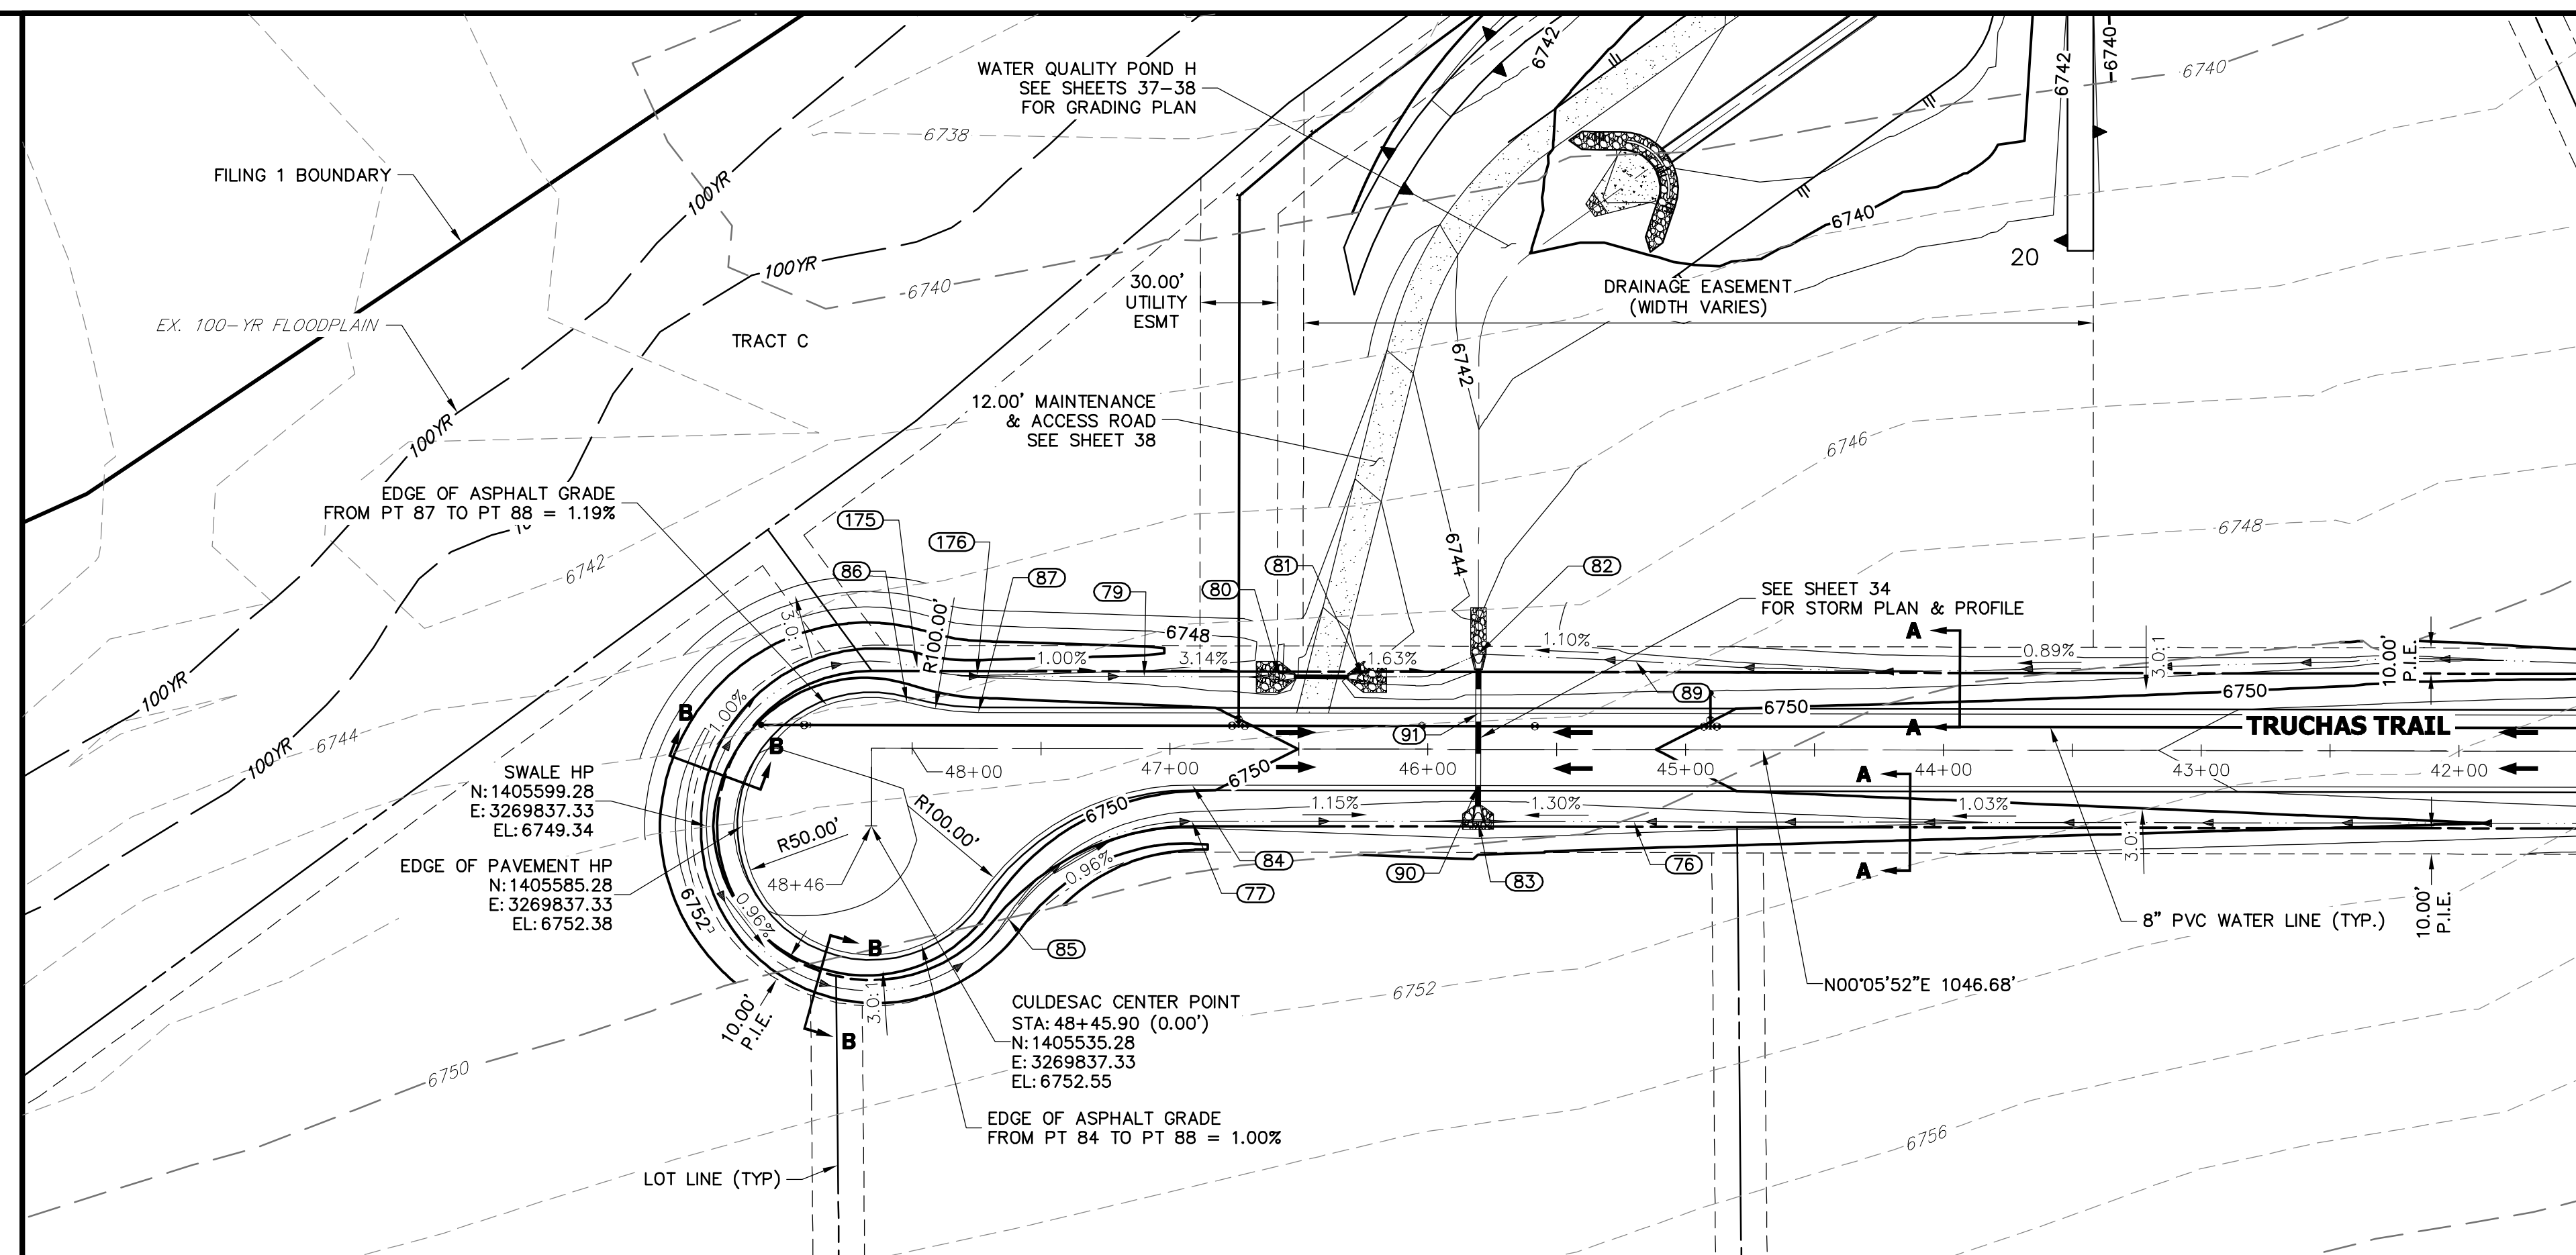 WATER QUALITY POND H
SEE SHEETS 37-38
FOR GRADING PLAN
6742
6742
6740
6740
6738
FILING 1 BOUNDARY
100YR
100YR
6740
6740
20
30.00'
UTILITY
ESMT
DRAINAGE EASEMENT
(WIDTH VARIES)
EX. 100-YR FLOODPLAIN
TRACT C
6742
12.00' MAINTENANCE
& ACCESS ROAD
SEE SHEET 38
100YR
6746
EDGE OF ASPHALT GRADE
FROM PT 87 TO PT 88 = 1.19%
175
176
6748
6742
86
87
79
80
81
6744
82
SEE SHEET 34
FOR STORM PLAN & PROFILE
3.0:1
R100.00'
6748
1.00%
3.14%
1.63%
1.10%
A
0.89%
3.0:1
10.00'
P.I.E.
100YR
89
6750
6750
1.00%
B
B
91
A
TRUCHAS TRAIL
6744
100YR
48+00
47+00
6750
46+00
45+00
44+00
43+00
42+00
A
SWALE HP
N:1405599.28
E:3269837.33
EL:6749.34
R100.00'
6750
1.15%
1.30%
1.03%
R50.00'
3.0:1
EDGE OF PAVEMENT HP
N:1405585.28
E:3269837.33
EL:6752.38
48+46
0.96%
84
76
A
90
83
77
6752
0.96%
10.00'
P.I.E.
8" PVC WATER LINE (TYP.)
B
85
N00°05'52"E 1046.68'
6752
10.00'
P.I.E.
3.0:1
B
CULDESAC CENTER POINT
STA: 48+45.90 (0.00')
N:1405535.28
E:3269837.33
EL:6752.55
6750
EDGE OF ASPHALT GRADE
FROM PT 84 TO PT 88 = 1.00%
6756
LOT LINE (TYP)